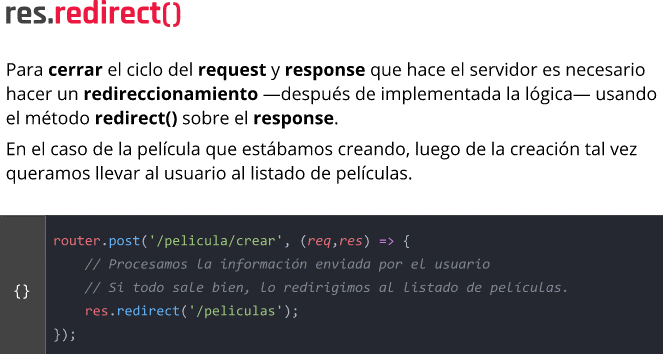 res.redirect()
Para cerrar el ciclo del request y response que hace el servidor es necesario
hacer un redireccionamiento —después de implementada la lógica— usando
el método redirect() sobre el response.
En el caso de la película que estábamos creando, luego de la creación tal vez
queramos llevar al usuario al listado de películas.
{}
router.post('/pelicula/crear', (req,res) => {
// Procesamos la información enviada por el usuario
// Si todo sale bien, lo redirigimos al listado de películas.
res.redirect('/peliculas');
});